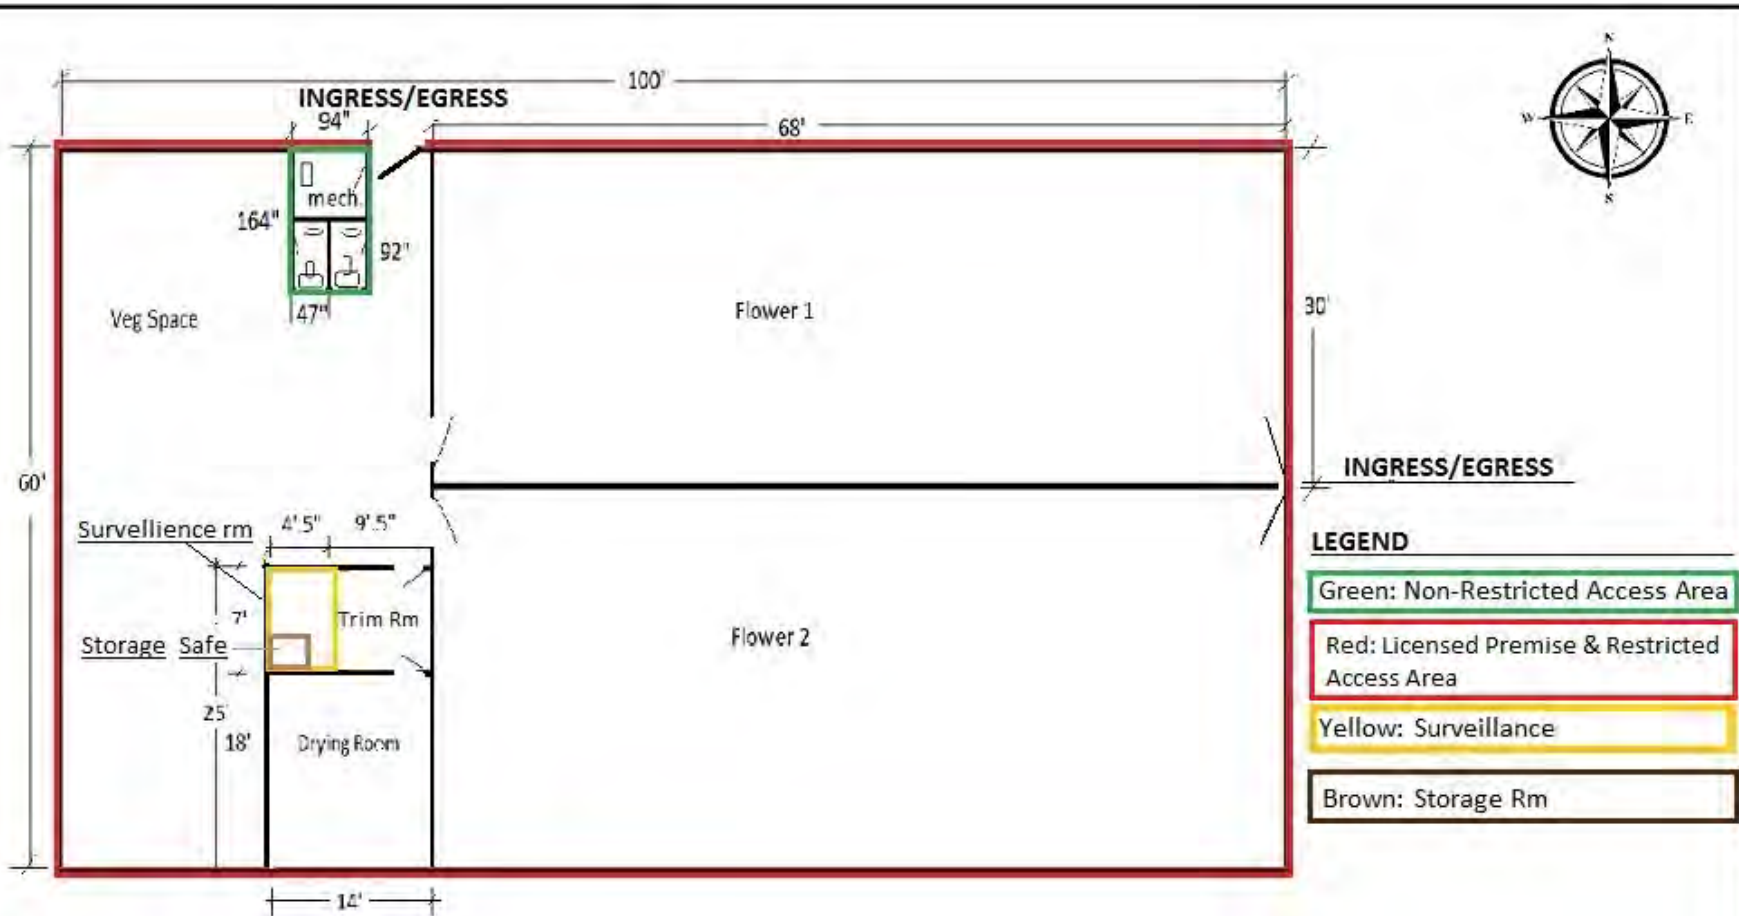 N
W
E
S
100'
INGRESS/EGRESS
94"
68'
mech.
164"
92"
47"
Veg Space
Flower 1
30'
60'
INGRESS/EGRESS
Survellience rm
4'.5"
9'.5"
LEGEND
Green: Non-Restricted Access Area
7'
Trim Rm
Storage Safe
Flower 2
Red: Licensed Premise & Restricted
Access Area
25'
18'
Drying Room
Yellow: Surveillance
Brown: Storage Rm
14'